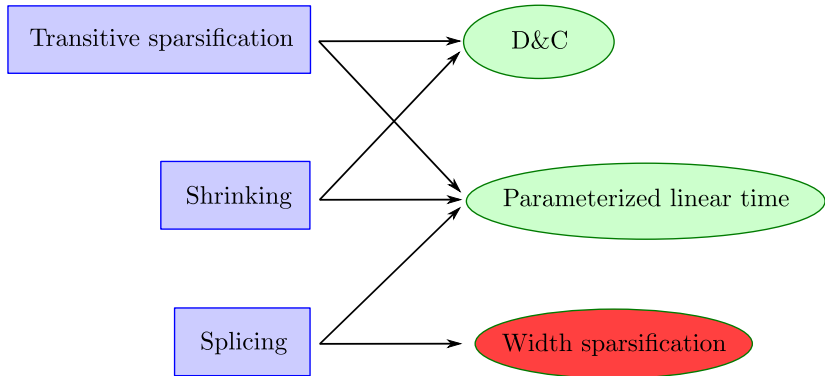 Transitive sparsification
D&C
Shrinking
Parameterized linear time
Splicing
Width sparsification